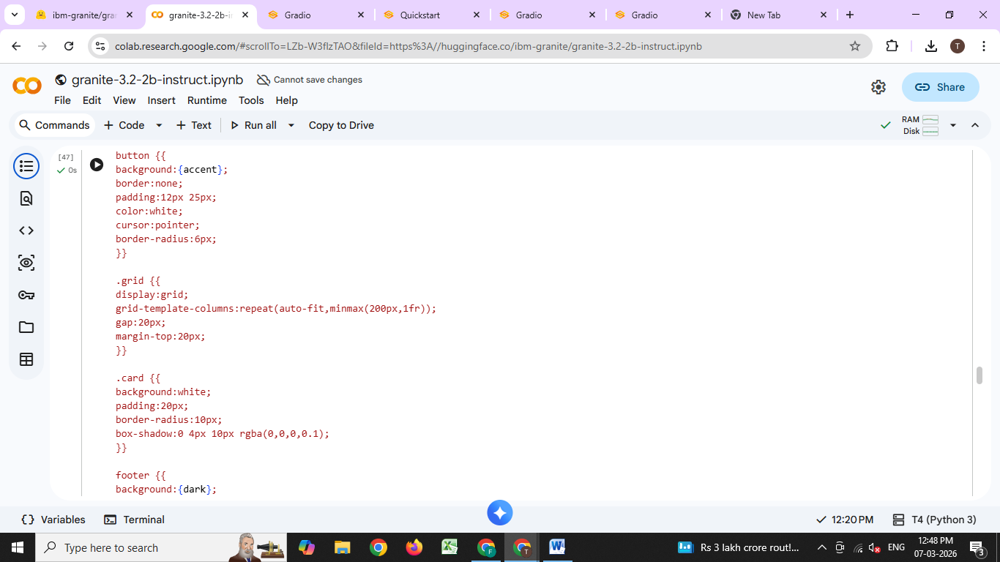 ibm-granite/gra
granite-3.2-2b-i
Gradio
Quickstart
Gradio
Gradio
New Tab
colab.research.google.com/#scrollTo=LZb-W3flzTAO&fileId=https%3A//huggingface.co/ibm-granite/granite-3.2-2b-instruct.ipynb
T
granite-3.2-2b-instruct.ipynb
Cannot save changes
File Edit View Insert Runtime Tools Help
Share
Commands + Code + Text Run all Copy to Drive
RAM
Disk
[47]
0s
button {{
background:{accent};
border:none;
padding:12px 25px;
color:white;
cursor:pointer;
border-radius:6px;
}}
.grid {{
display:grid;
grid-template-columns:repeat(auto-fit,minmax(200px,1fr));
gap:20px;
margin-top:20px;
}}
.card {{
background:white;
padding:20px;
border-radius:10px;
box-shadow:0 4px 10px rgba(0,0,0,0.1);
}}
footer {{
background:{dark};
Variables Terminal
12:20 PM T4 (Python 3)
Type here to search
F
T
Rs 3 lakh crore rout!...
ENG
12:48 PM
07-03-2026
3